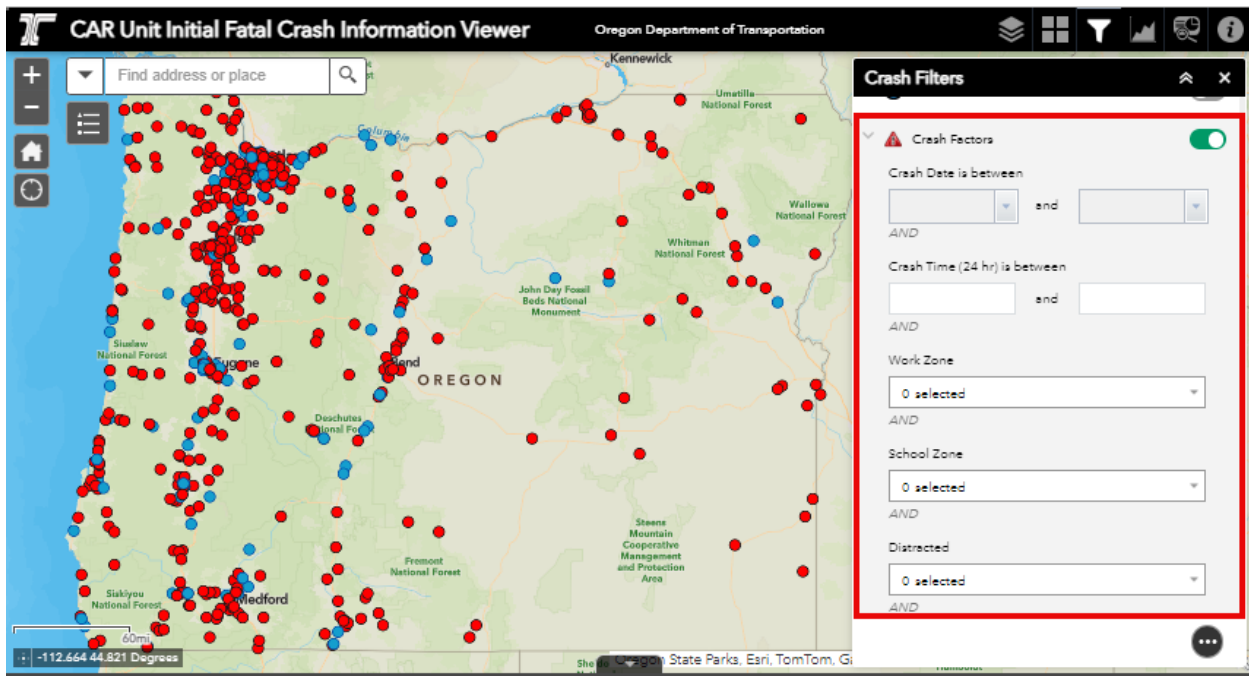 CAR Unit Initial Fatal Crash Information Viewer
Oregon Department of Transportation
Find address or place
Kennewick
Umatilla
National Forest
Columbia
Wallowa
National Forest
Whitman
National Forest
John Day Fossil
Beds National
Monument
Siuslaw
National Forest
Eugene
Bend
OREGON
Deschutes
National Fo
Steens
Mountain
Cooperative
Management
and Protection
Area
Fremont
National Forest
Siskiyou
National Forest
Medford
60mi
-112.664 44.821 Degrees
Oregon State Parks, Esri, TomTom, G
Crash Filters
Crash Factors
Crash Date is between
and
AND
Crash Time (24 hr) is between
and
AND
Work Zone
0 selected
AND
School Zone
0 selected
AND
Distracted
0 selected
AND